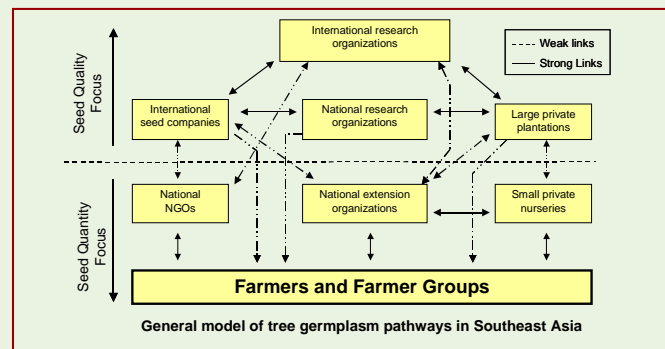 International research
organizations
Weak links
Strong Links
Seed Quality
Focus
International
seed companies
National research
organizations
Large private
plantations
Seed Quantity
Focus
National
NGOs
National extension
organizations
Small private
nurseries
Farmers and Farmer Groups
General model of tree germplasm pathways in Southeast Asia